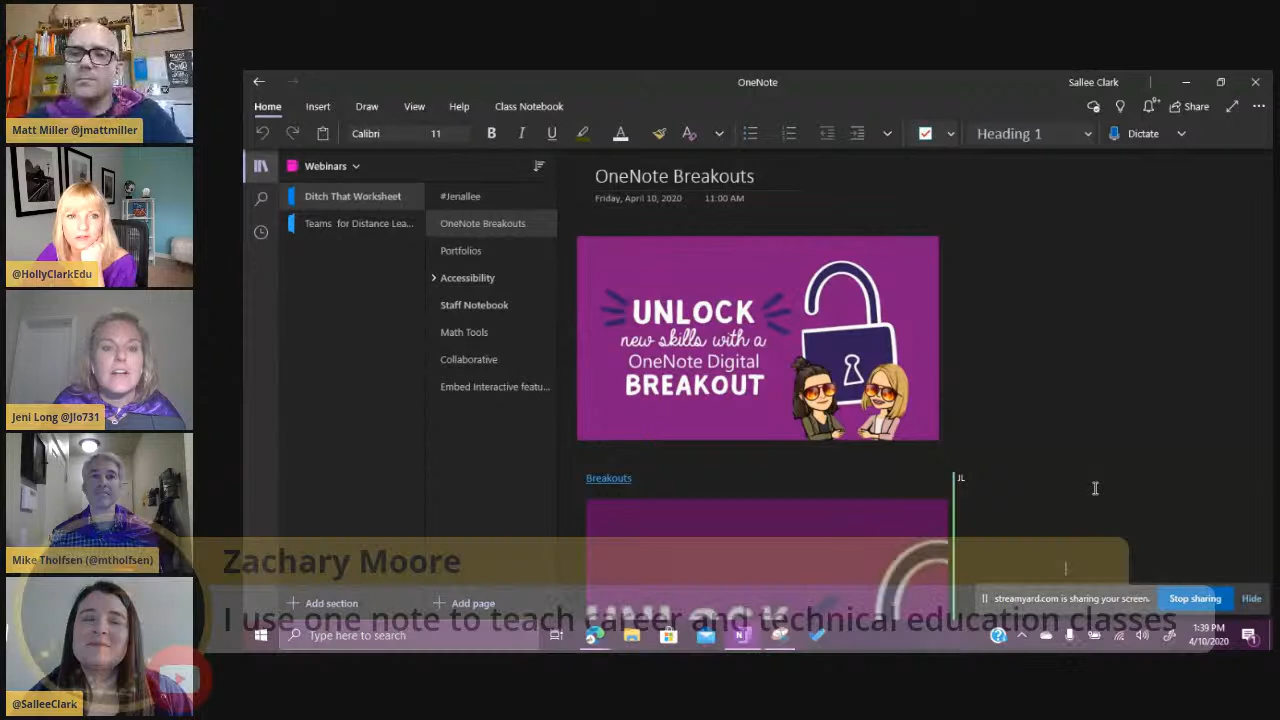 Matt Miller @jmattmiller
@HollyClarkEdu
Jeni Long @Jlo731
Mike Tholfsen (@mtholfsen)
@SalleeClark
OneNote
Sallee Clark
Home Insert Draw View Help Class Notebook
Share
Calibri 11
B I U A
Heading 1
Dictate
Webinars
Ditch That Worksheet
Teams for Distance Lea...
#Jenallee
OneNote Breakouts
Portfolios
Accessibility
Staff Notebook
Math Tools
Collaborative
Embed Interactive featu...
Add section
Add page
OneNote Breakouts
Friday, April 10, 2020 11:00 AM
UNLOCK
new skills with a
OneNote Digital
BREAKOUT
Breakouts
JL
Zachary Moore
I use one note to teach career and technical education classes
streamyard.com is sharing your screen.
Stop sharing
Hide
Type here to search
1:39 PM
4/10/2020